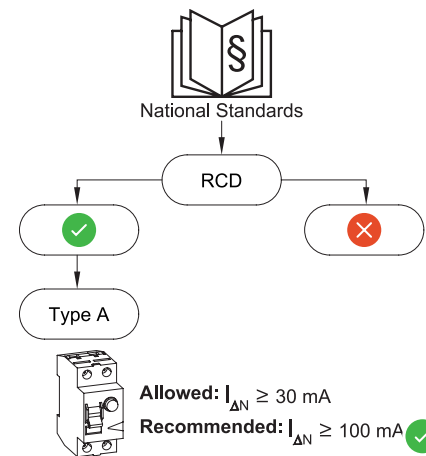 §
National Standards
RCD
Type A
Allowed: IΔN ≥ 30 mA
Recommended: IΔN ≥ 100 mA